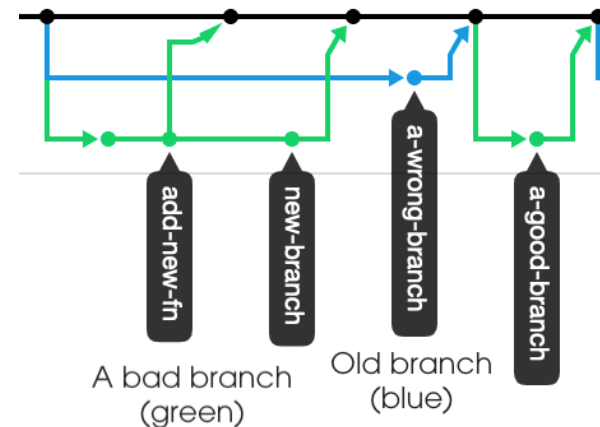 add-new-fn
new-branch
a-wrong-branch
a-good-branch
A bad branch
(green)
Old branch
(blue)